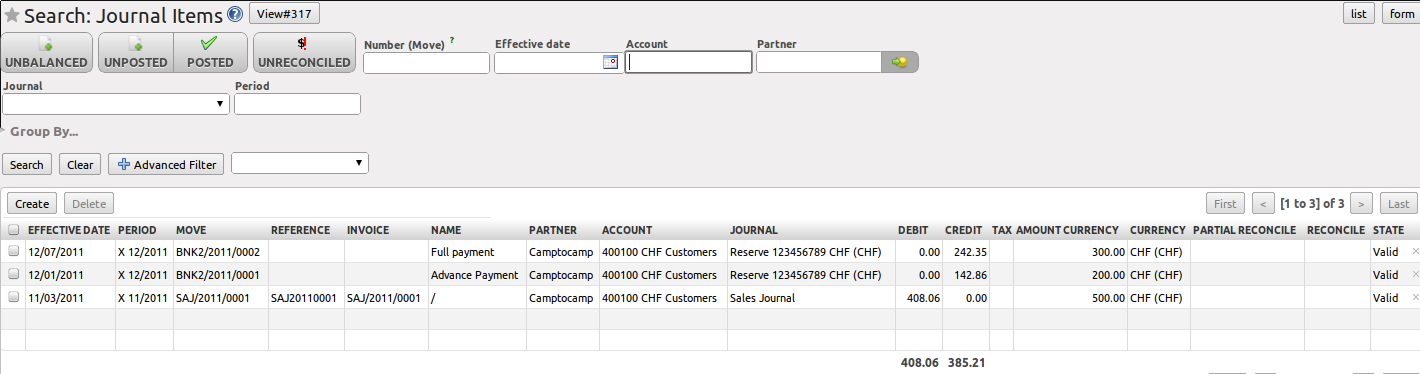 Search: Journal Items ? View#317 list form
UNBALANCED UNPOSTED POSTED UNRECONCILED
Number (Move) ? Effective date Account Partner
Journal Period
Group By...
Search Clear Advanced Filter
Create Delete First < [1 to 3] of 3 > Last
EFFECTIVE DATE PERIOD MOVE REFERENCE INVOICE NAME PARTNER ACCOUNT JOURNAL DEBIT CREDIT TAX AMOUNT CURRENCY CURRENCY PARTIAL RECONCILE RECONCILE STATE
12/07/2011 X 12/2011 BNK2/2011/0002 Full payment Camptocamp 400100 CHF Customers Reserve 123456789 CHF (CHF) 0.00 242.35 300.00 CHF (CHF) Valid
12/01/2011 X 12/2011 BNK2/2011/0001 Advance Payment Camptocamp 400100 CHF Customers Reserve 123456789 CHF (CHF) 0.00 142.86 200.00 CHF (CHF) Valid
11/03/2011 X 11/2011 SAJ/2011/0001 SAJ20110001 SAJ/2011/0001 / Camptocamp 400100 CHF Customers Sales Journal 408.06 0.00 500.00 CHF (CHF) Valid
408.06 385.21